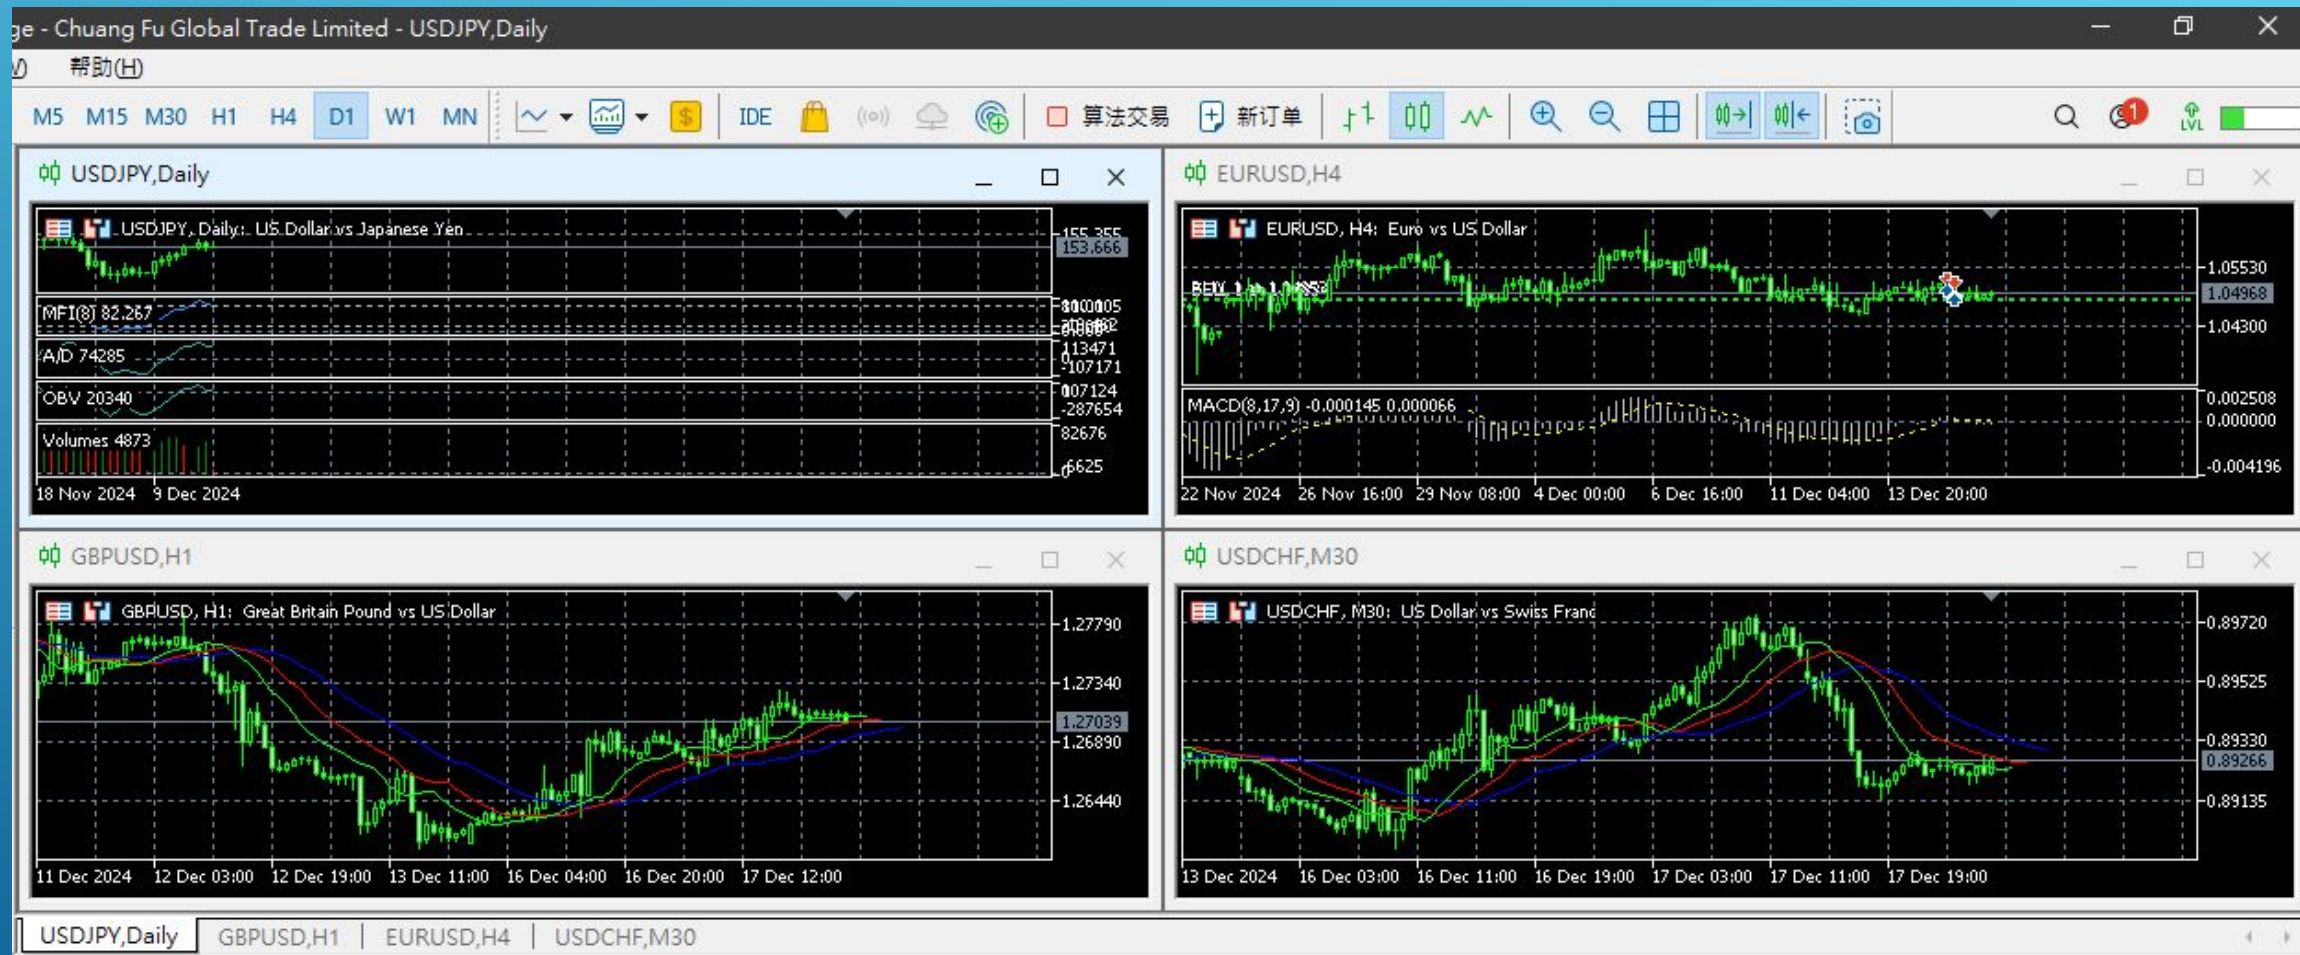 ge - Chuang Fu Global Trade Limited - USDJPY,Daily
帮助(H)
M5 M15 M30 H1 H4 D1 W1 MN IDE 算法交易 新订单 1 LVL
USDJPY,Daily
USDJPY, Daily: US Dollar vs Japanese Yen
155.355
153.666
MFI(8) 82.267
A/D 74285
113471
-107171
OBV 20340
-287654
Volumes 4873
82676
18 Nov 2024 9 Dec 2024
EURUSD,H4
EURUSD, H4: Euro vs US Dollar
1.05530
1.04968
1.04300
MACD(8,17,9) -0.000145 0.000066
0.002508
0.000000
-0.004196
22 Nov 2024 26 Nov 16:00 29 Nov 08:00 4 Dec 00:00 6 Dec 16:00 11 Dec 04:00 13 Dec 20:00
GBPUSD,H1
GBPUSD, H1: Great Britain Pound vs US Dollar
1.27790
1.27340
1.27039
1.26890
1.26440
11 Dec 2024 12 Dec 03:00 12 Dec 19:00 13 Dec 11:00 16 Dec 04:00 16 Dec 20:00 17 Dec 12:00
USDCHF,M30
USDCHF, M30: US Dollar vs Swiss Franc
0.89720
0.89525
0.89330
0.89266
0.89135
13 Dec 2024 16 Dec 03:00 16 Dec 11:00 16 Dec 19:00 17 Dec 03:00 17 Dec 11:00 17 Dec 19:00
USDJPY,Daily GBPUSD,H1 EURUSD,H4 USDCHF,M30